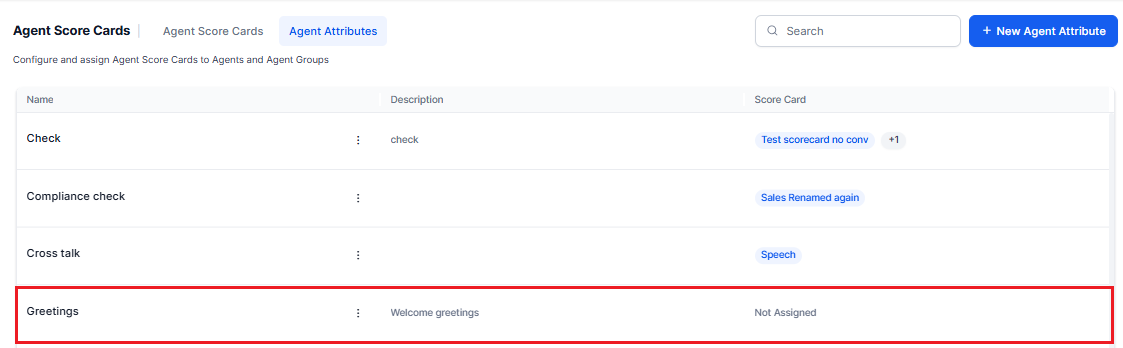 Agent Score Cards Agent Score Cards Agent Attributes Search + New Agent Attribute
Configure and assign Agent Score Cards to Agents and Agent Groups
Name Description Score Card
Check check Test scorecard no conv +1
Compliance check Sales Renamed again
Cross talk Speech
Greetings Welcome greetings Not Assigned